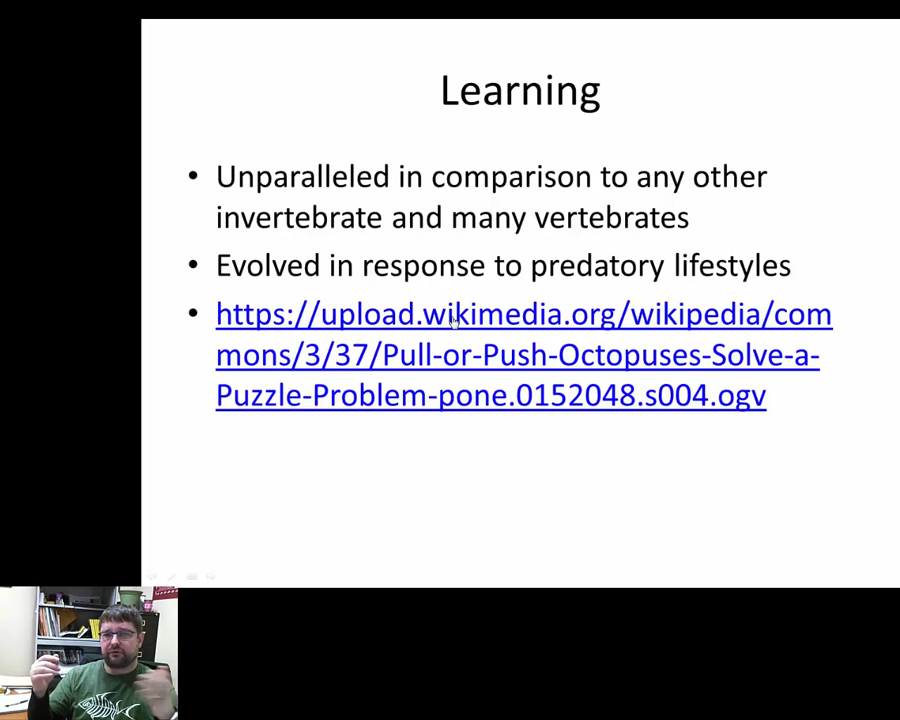 Learning
• Unparalleled in comparison to any other
invertebrate and many vertebrates
• Evolved in response to predatory lifestyles
• https://upload.wikimedia.org/wikipedia/com
mons/3/37/Pull-or-Push-Octopuses-Solve-a-
Puzzle-Problem-pone.0152048.s004.ogv